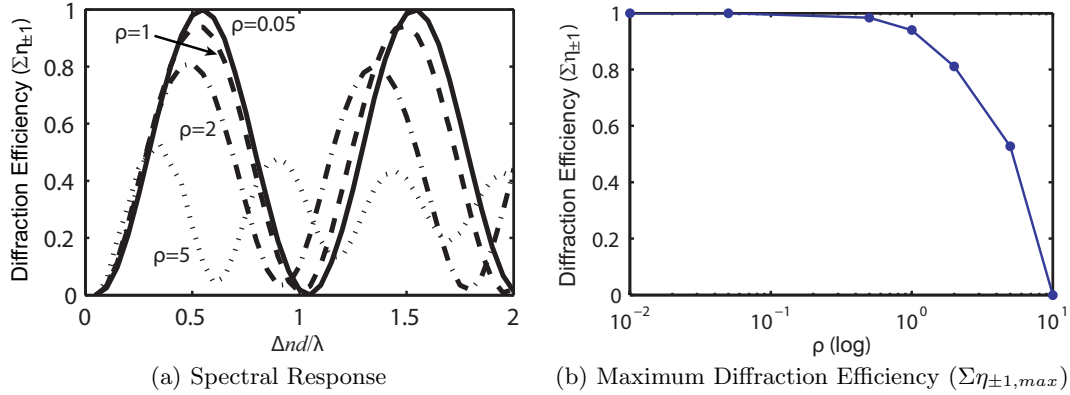 Diffraction Efficiency (Ση±1)
1
0.8
0.6
0.4
0.2
0
0
0.5
1
1.5
2
ρ=1
ρ=0.05
ρ=2
ρ=5
Δnd/λ
(a) Spectral Response
Diffraction Efficiency (Ση±1)
1
0.8
0.6
0.4
0.2
0
10⁻²
10⁻¹
10⁰
10¹
ρ (log)
(b) Maximum Diffraction Efficiency (Ση±1,max)